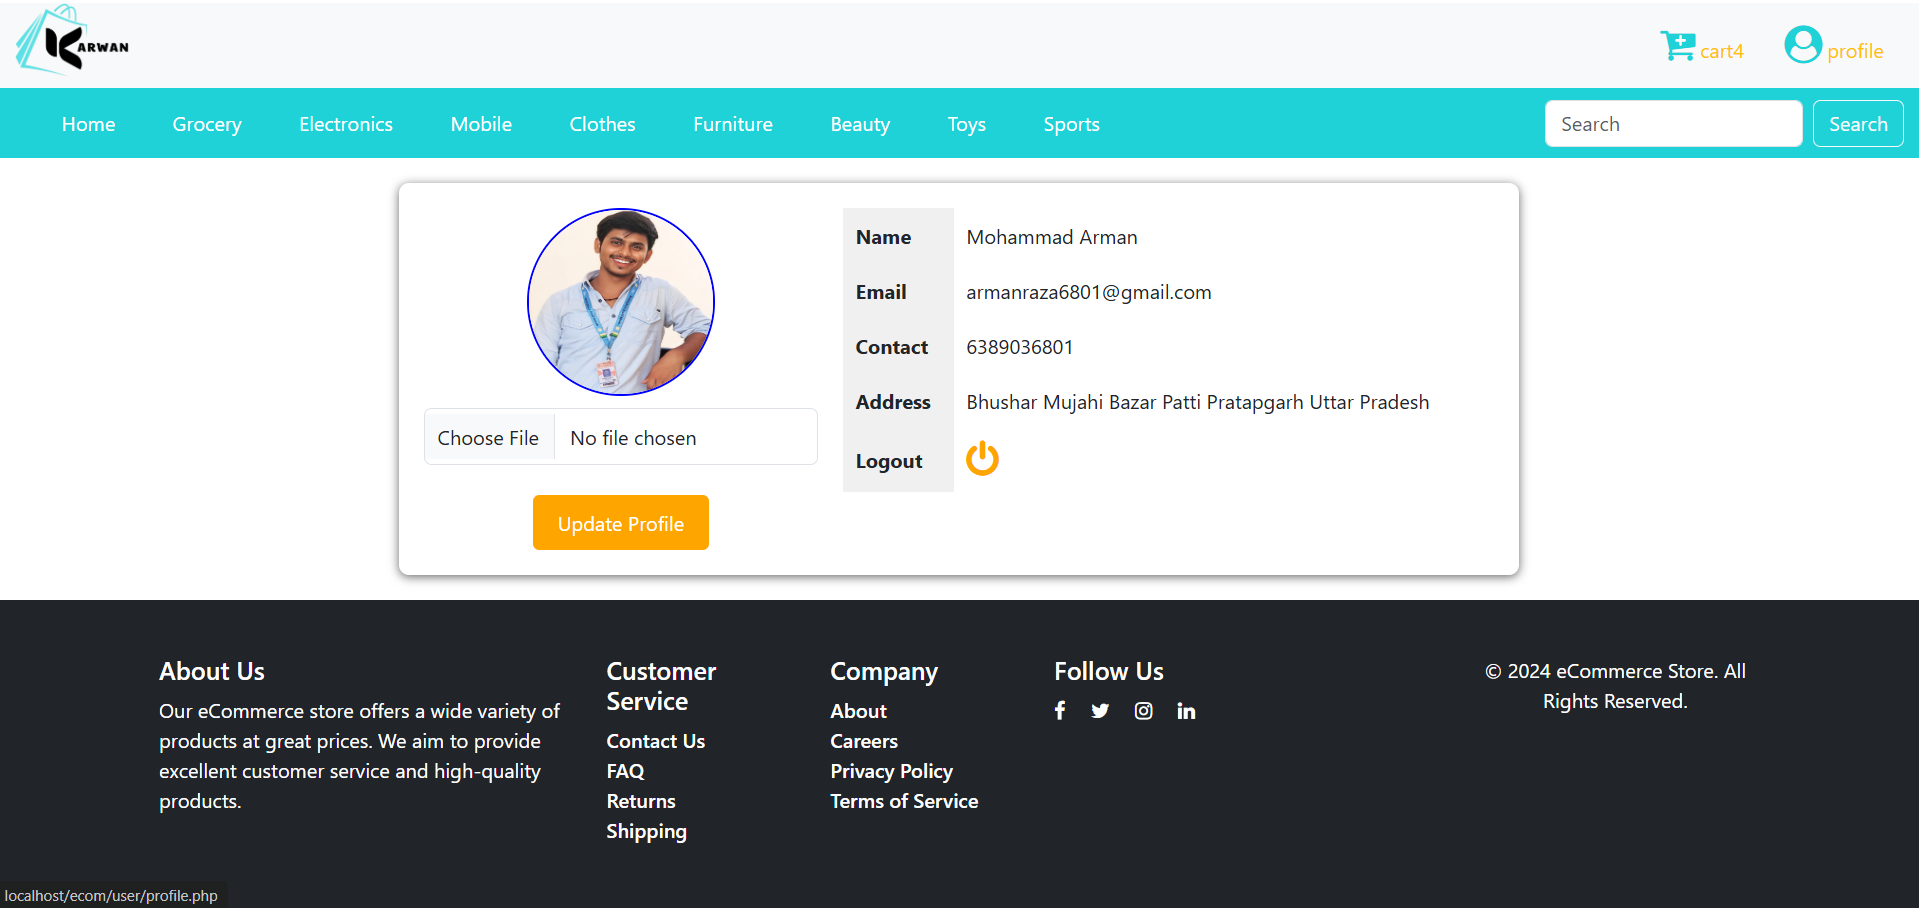 KARWAN
cart4
profile
Home Grocery Electronics Mobile Clothes Furniture Beauty Toys Sports Search Search
Name Mohammad Arman
Email armanraza6801@gmail.com
Contact 6389036801
Address Bhushar Mujahi Bazar Patti Pratapgarh Uttar Pradesh
Logout
Choose File No file chosen
Update Profile
About Us
Our eCommerce store offers a wide variety of
products at great prices. We aim to provide
excellent customer service and high-quality
products.
Customer
Service
Contact Us
FAQ
Returns
Shipping
Company
About
Careers
Privacy Policy
Terms of Service
Follow Us
© 2024 eCommerce Store. All
Rights Reserved.
localhost/ecom/user/profile.php